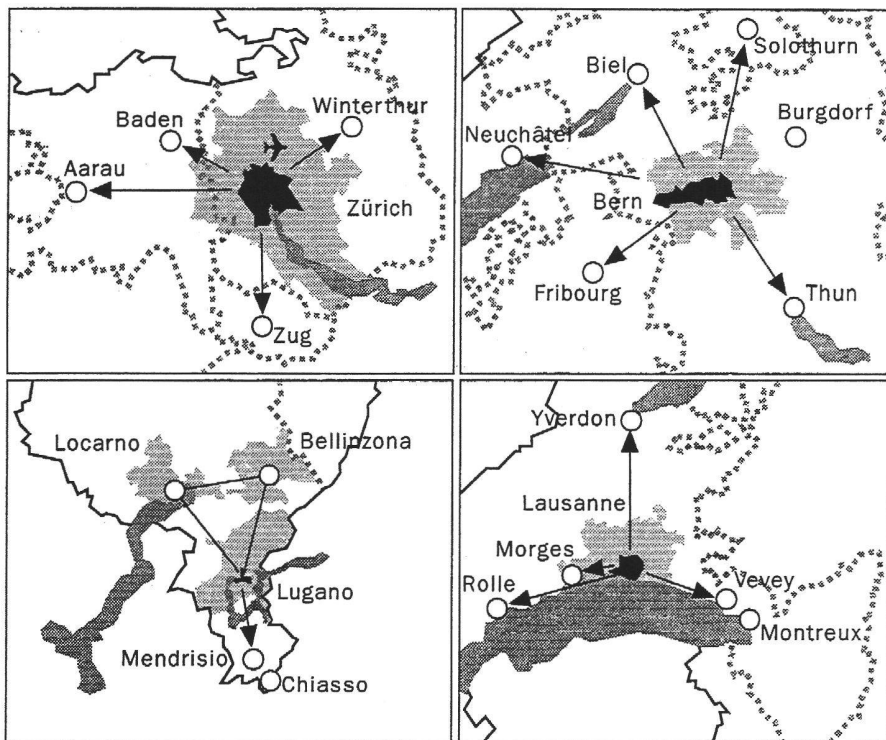 Baden
Winterthur
Aarau
Zürich
Zug
Solothurn
Biel
Burgdorf
Neuchâtel
Bern
Fribourg
Thun
Locarno
Bellinzona
Lugano
Mendrisio
Chiasso
Yverdon
Lausanne
Morges
Rolle
Vevey
Montreux